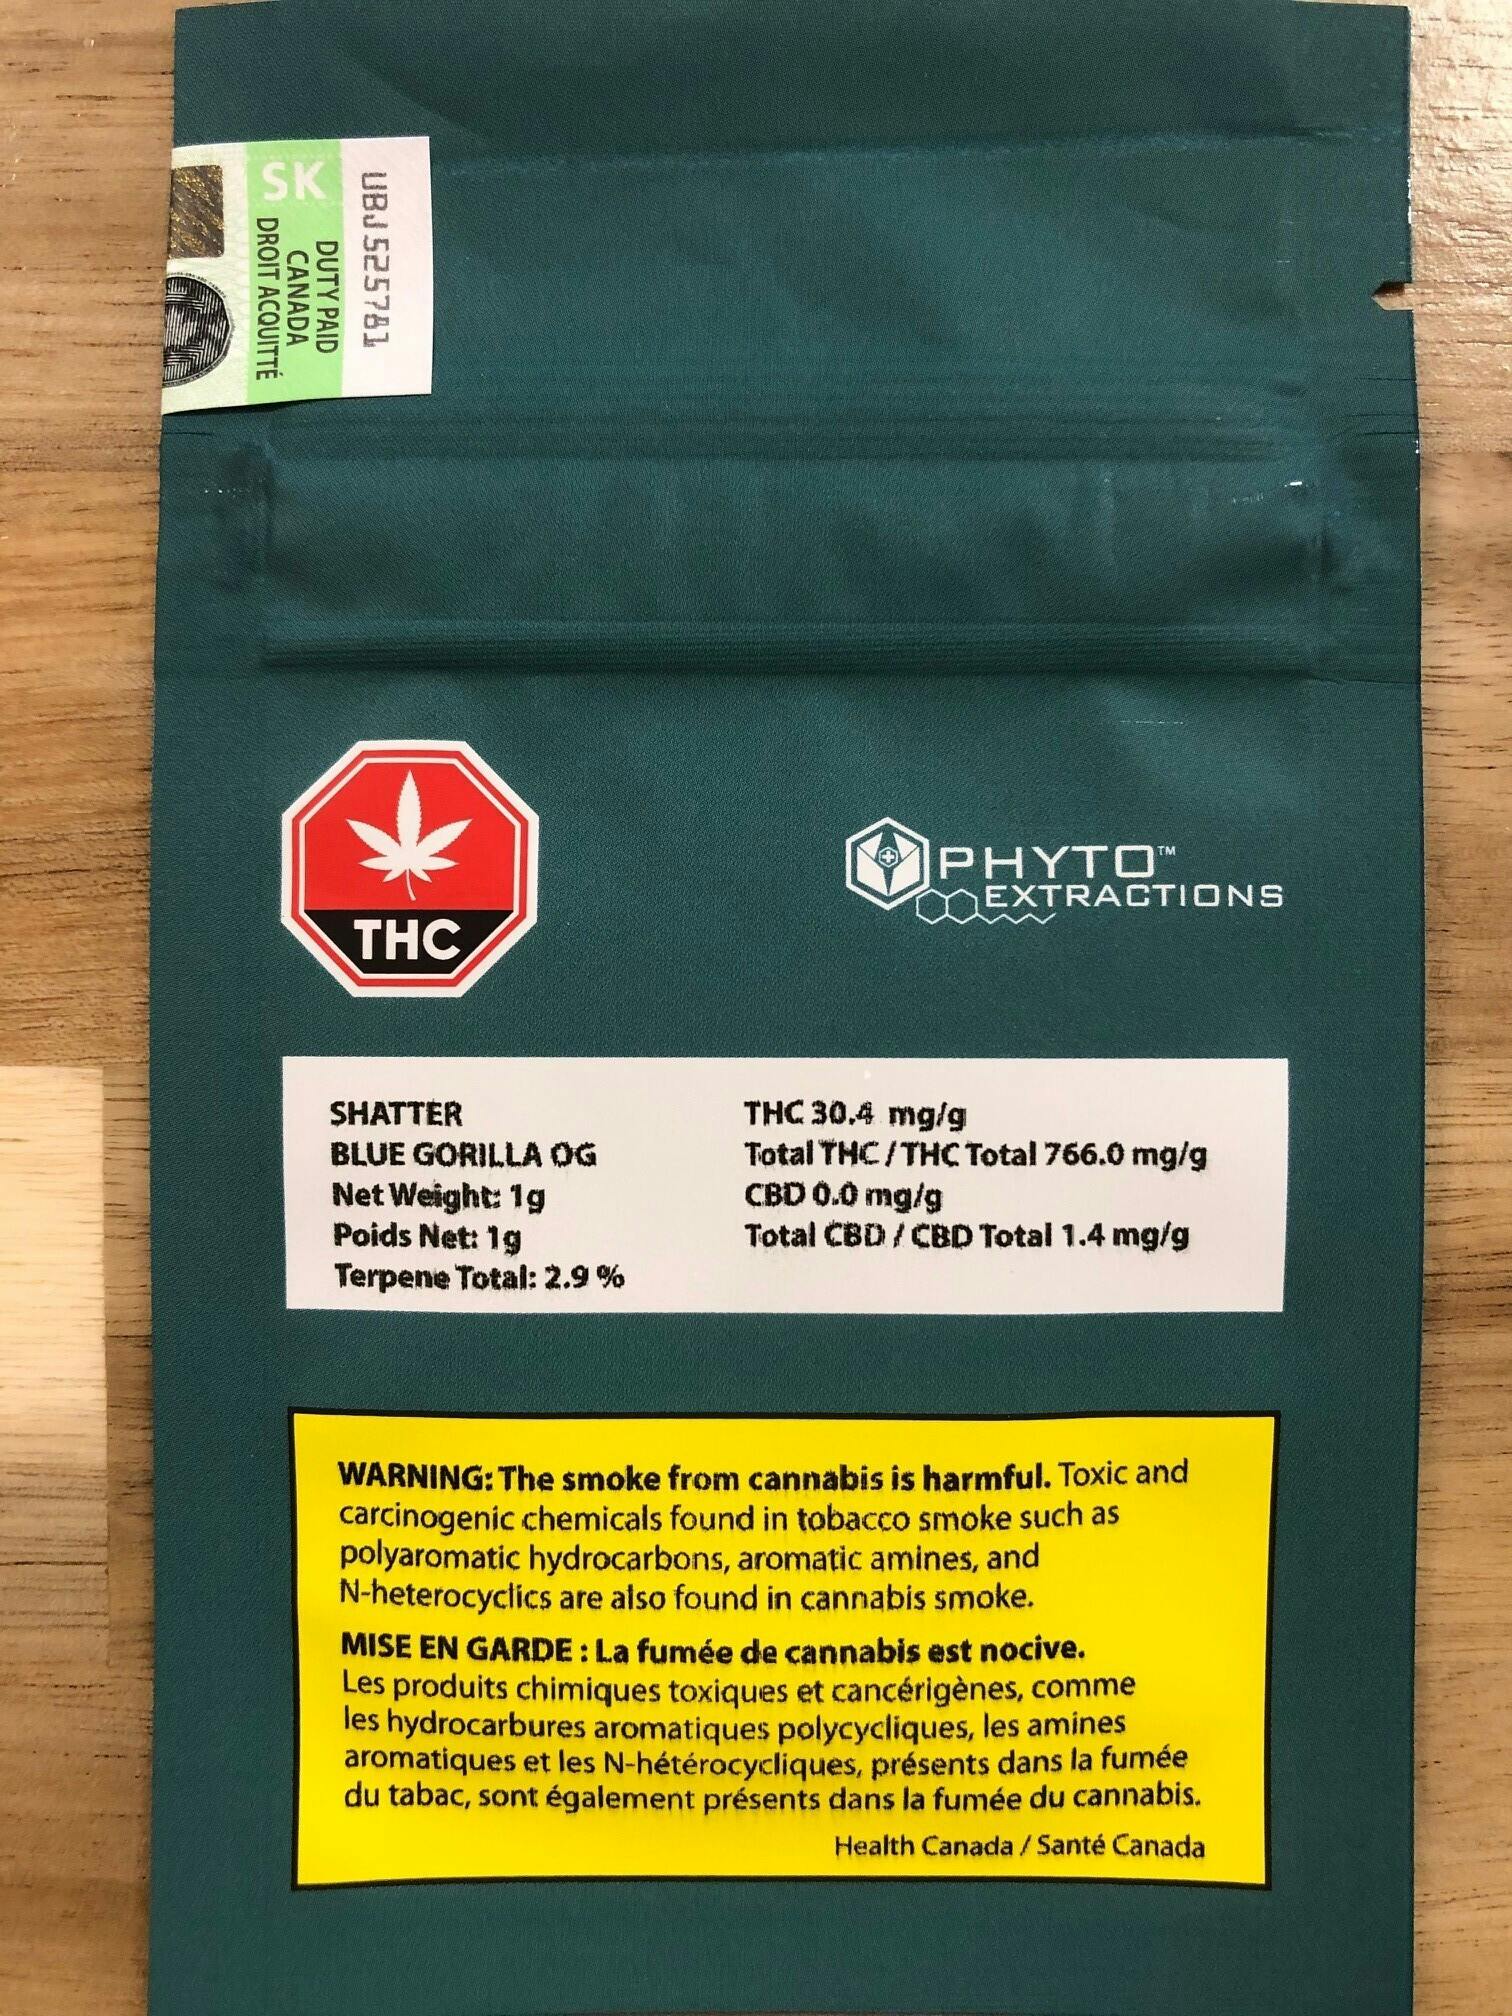 SK
DUTY PAID
CANADA
DROIT ACQUITTÉ
UBJ525781
THC
PHYTO™
EXTRACTIONS
SHATTER
BLUE GORILLA OG
Net Weight: 1g
Poids Net: 1g
Terpene Total: 2.9 %
THC 30.4 mg/g
Total THC / THC Total 766.0 mg/g
CBD 0.0 mg/g
Total CBD / CBD Total 1.4 mg/g
WARNING: The smoke from cannabis is harmful. Toxic and
carcinogenic chemicals found in tobacco smoke such as
polyaromatic hydrocarbons, aromatic amines, and
N-heterocyclics are also found in cannabis smoke.
MISE EN GARDE : La fumée de cannabis est nocive.
Les produits chimiques toxiques et cancérigènes, comme
les hydrocarbures aromatiques polycycliques, les amines
aromatiques et les N-hétérocycliques, présents dans la fumée
du tabac, sont également présents dans la fumée du cannabis.
Health Canada / Santé Canada